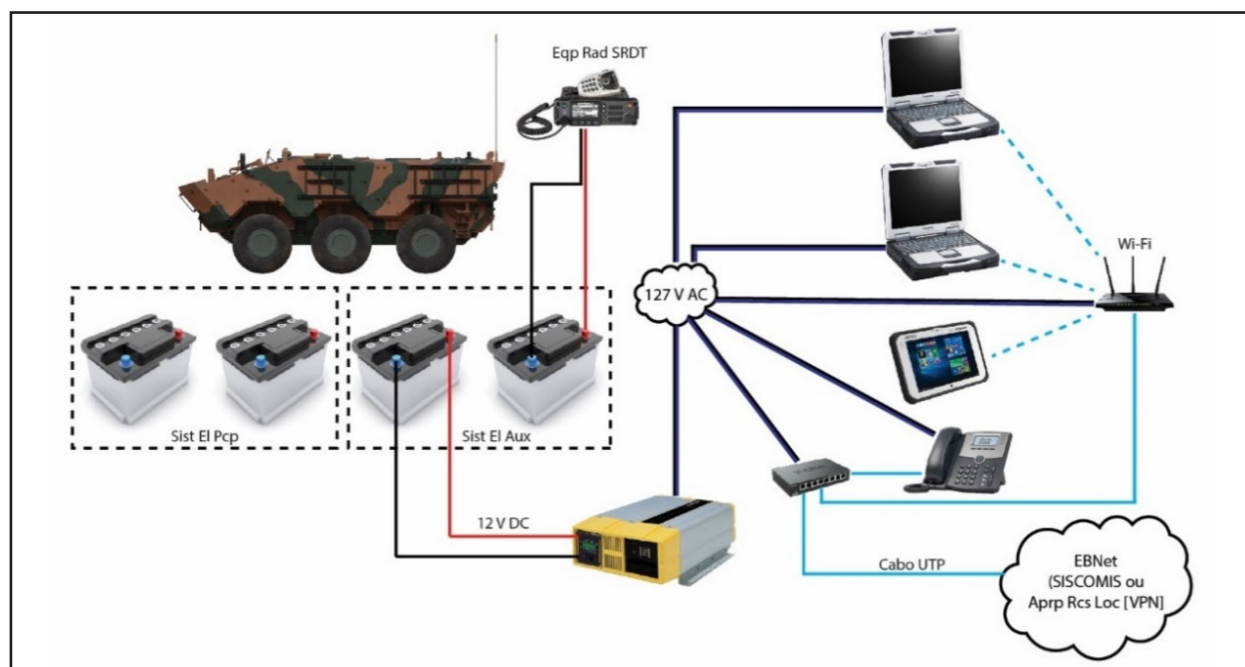 Eqp Rad SRDT
Wi-Fi
127 V AC
Sist El Pcp
Sist El Aux
12 V DC
Cabo UTP
EBNet
(SISCOMIS ou
Aprp Rcs Loc [VPN]